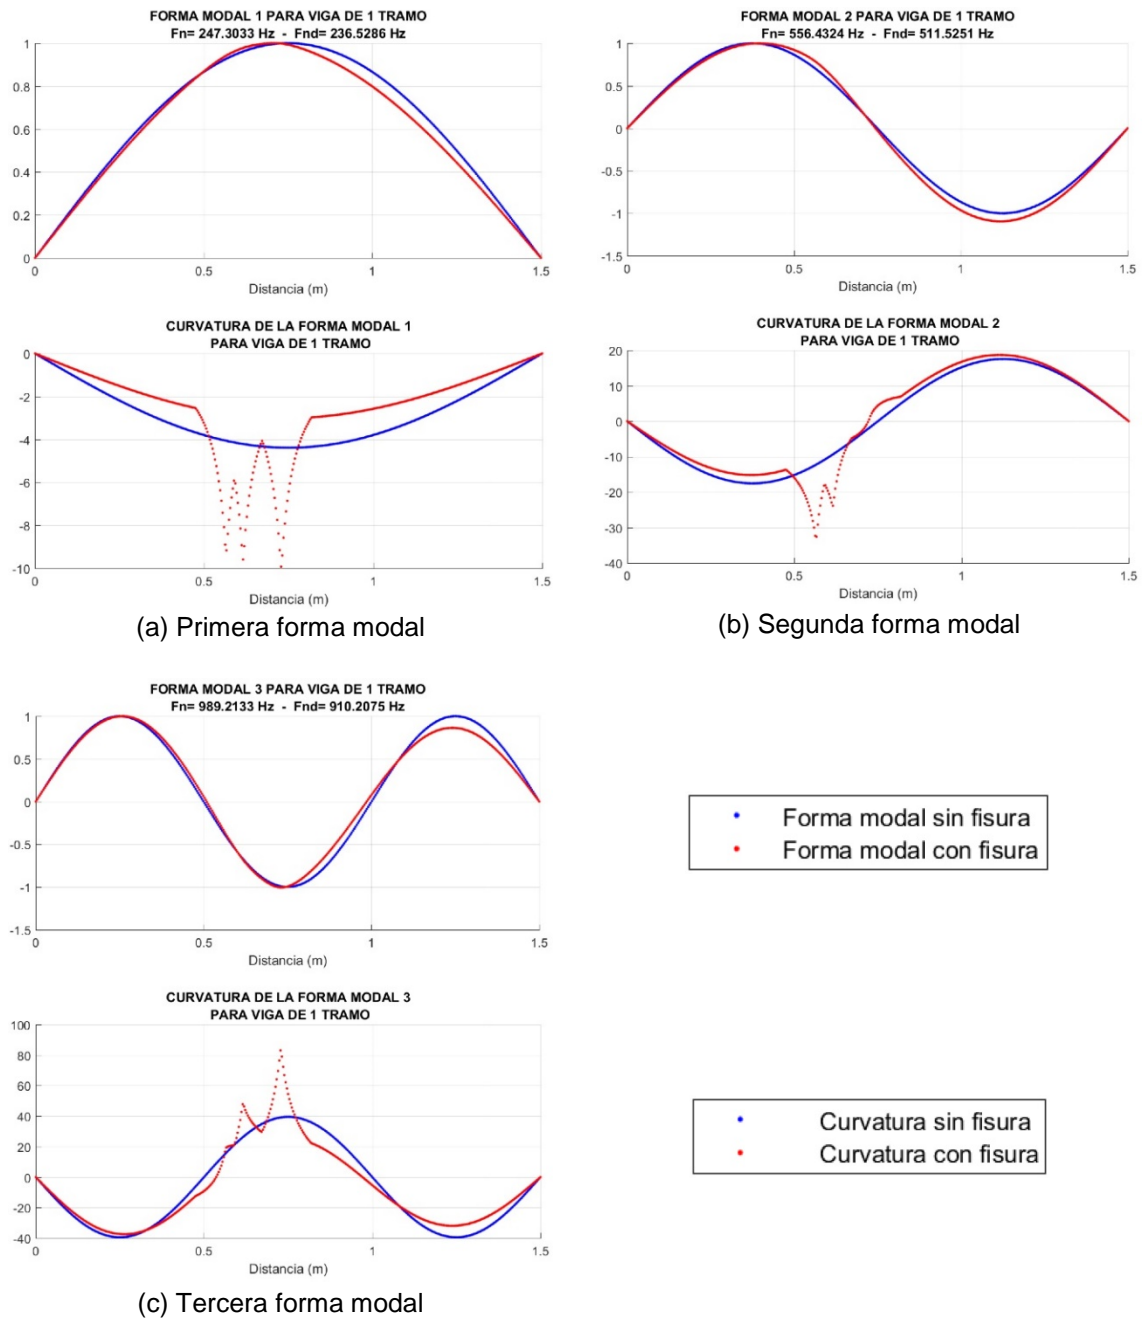 FORMA MODAL 1 PARA VIGA DE 1 TRAMO
Fn= 247.3033 Hz - Fnd= 236.5286 Hz
1
0.8
0.6
0.4
0.2
0
0 0.5 1 1.5
Distancia (m)
CURVATURA DE LA FORMA MODAL 1
PARA VIGA DE 1 TRAMO
0
-2
-4
-6
-8
-10
0 0.5 1 1.5
Distancia (m)
(a) Primera forma modal
FORMA MODAL 2 PARA VIGA DE 1 TRAMO
Fn= 556.4324 Hz - Fnd= 511.5251 Hz
1
0.5
0
-0.5
-1
-1.5
0 0.5 1 1.5
Distancia (m)
CURVATURA DE LA FORMA MODAL 2
PARA VIGA DE 1 TRAMO
20
10
0
-10
-20
-30
-40
0 0.5 1 1.5
Distancia (m)
(b) Segunda forma modal
FORMA MODAL 3 PARA VIGA DE 1 TRAMO
Fn= 989.2133 Hz - Fnd= 910.2075 Hz
1
0.5
0
-0.5
-1
-1.5
0 0.5 1 1.5
Distancia (m)
Forma modal sin fisura
Forma modal con fisura
CURVATURA DE LA FORMA MODAL 3
PARA VIGA DE 1 TRAMO
100
80
60
40
20
0
-20
-40
0 0.5 1 1.5
Distancia (m)
Curvatura sin fisura
Curvatura con fisura
(c) Tercera forma modal